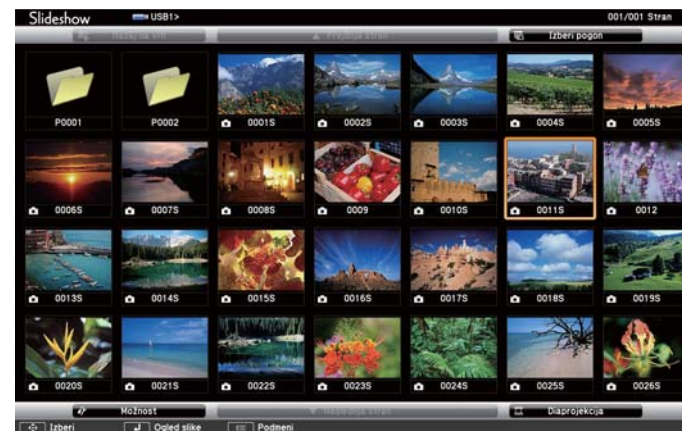 Slideshow USB1> 001/001 Stran
Nazaj na vrh Prejšnja stran Izberi pogon
P0001 P0002 0001S 0002S 0003S 0004S 0005S
0006S 0007S 0008S 0009 0010S 0011S 0012
0013S 0014S 0015S 0016S 0017S 0018S 0019S
0020S 0021S 0022S 0023S 0024S 0025S 0026S
Možnost Naslednja stran Diaprojekcija
Izberi Ogled slike Podmeni